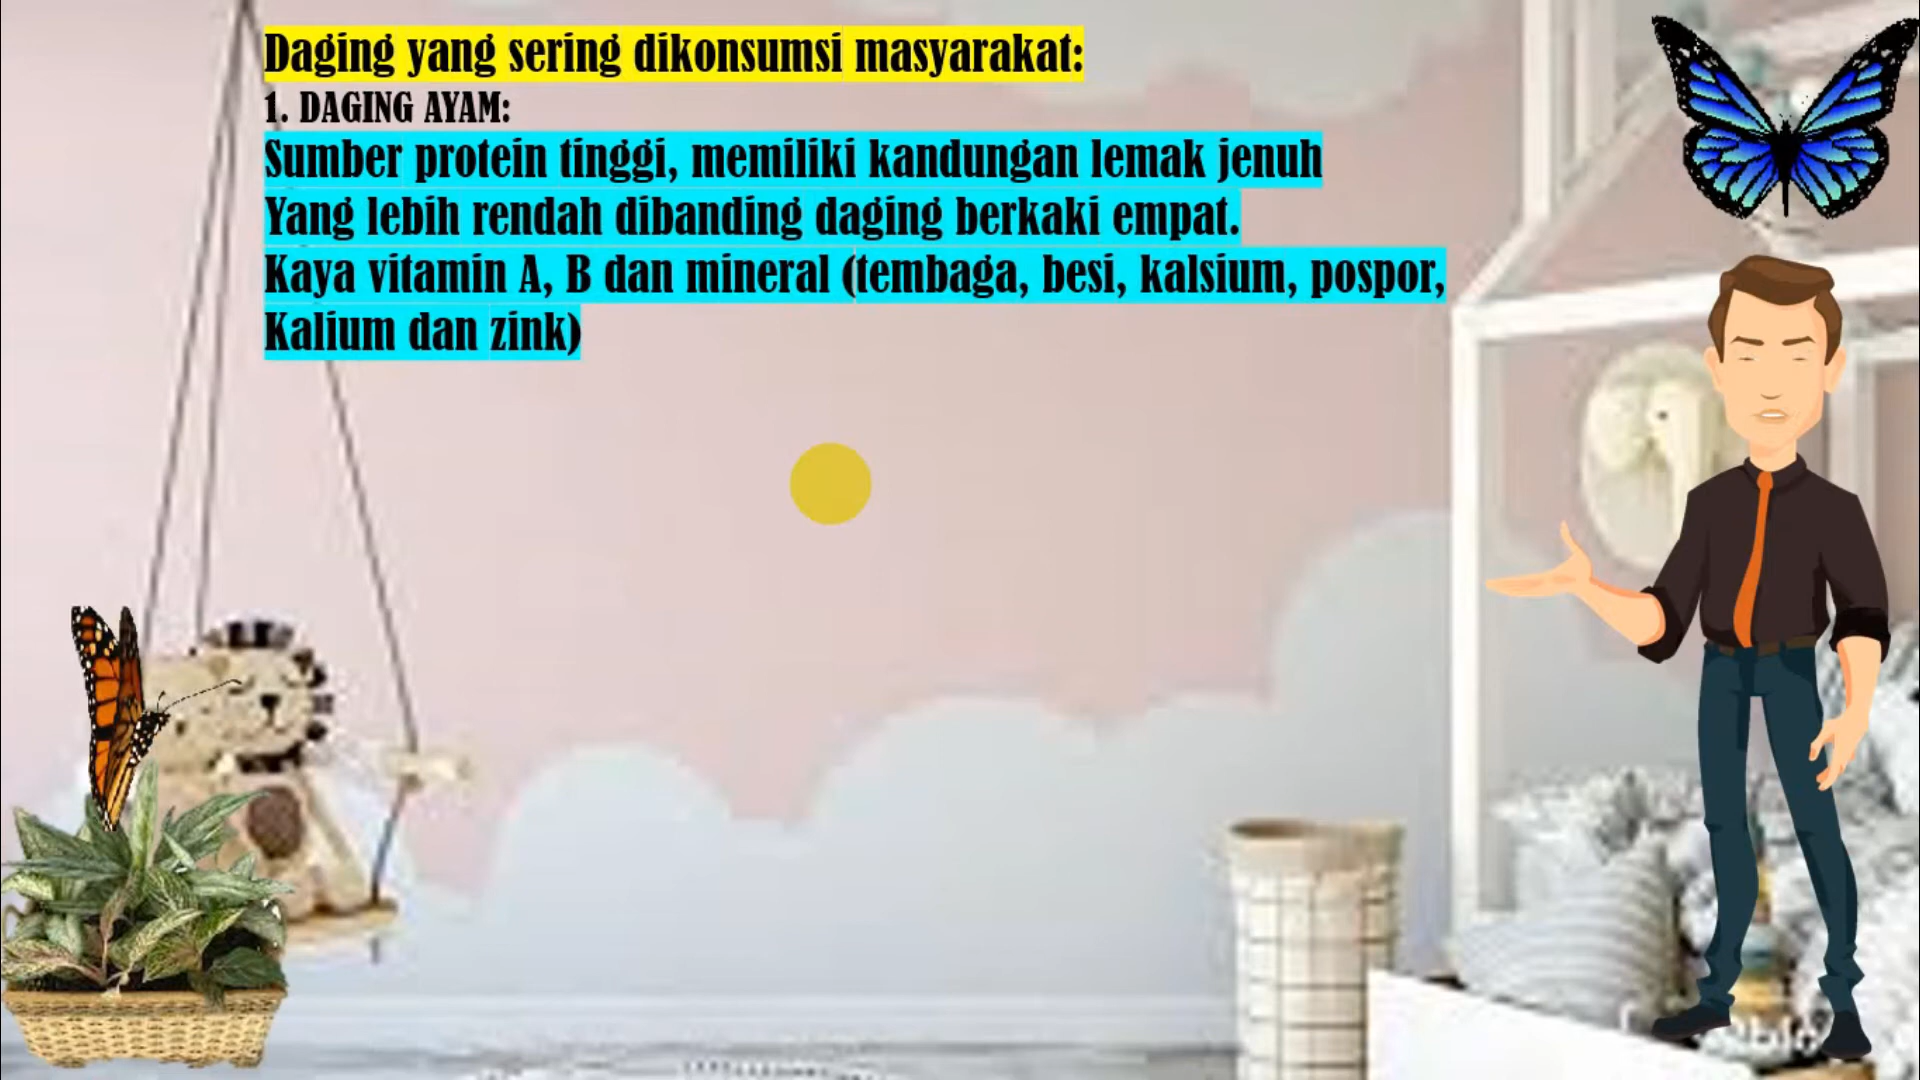 Daging yang sering dikonsumsi masyarakat:
1. DAGING AYAM:
Sumber protein tinggi, memiliki kandungan lemak jenuh
Yang lebih rendah dibanding daging berkaki empat.
Kaya vitamin A, B dan mineral (tembaga, besi, kalsium, pospor,
Kalium dan zink)